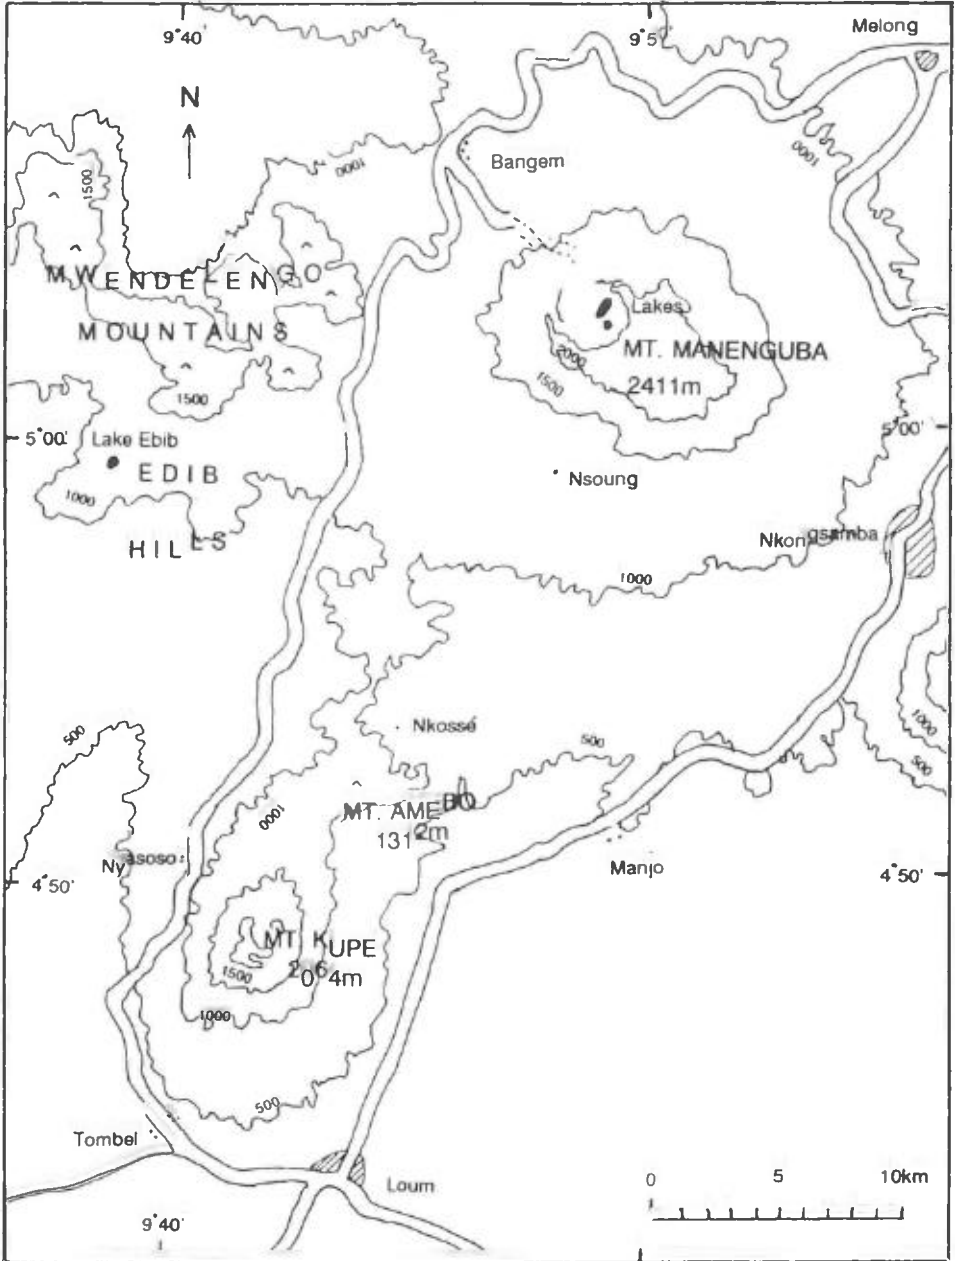 Melong
9°40'
9°5'
N
1000
Bangem
1000
1500
MWENDELENGO
MOUNTAINS
Lakes
MT. MANENGUBA
2411m
2000
1500
1500
5°00'
5°00'
Lake Ebib
EDIB
Nsoung
1000
HILLS
Nkongsamba
1000
Nkossé
500
500
1000
500
1000
MT. AMEBO
131 2m
Nyasoso
Manjo
4°50'
4°50'
MT. KUPE
2064m
1500
1000
500
Tombel
Loum
0 5 10km
9°40'